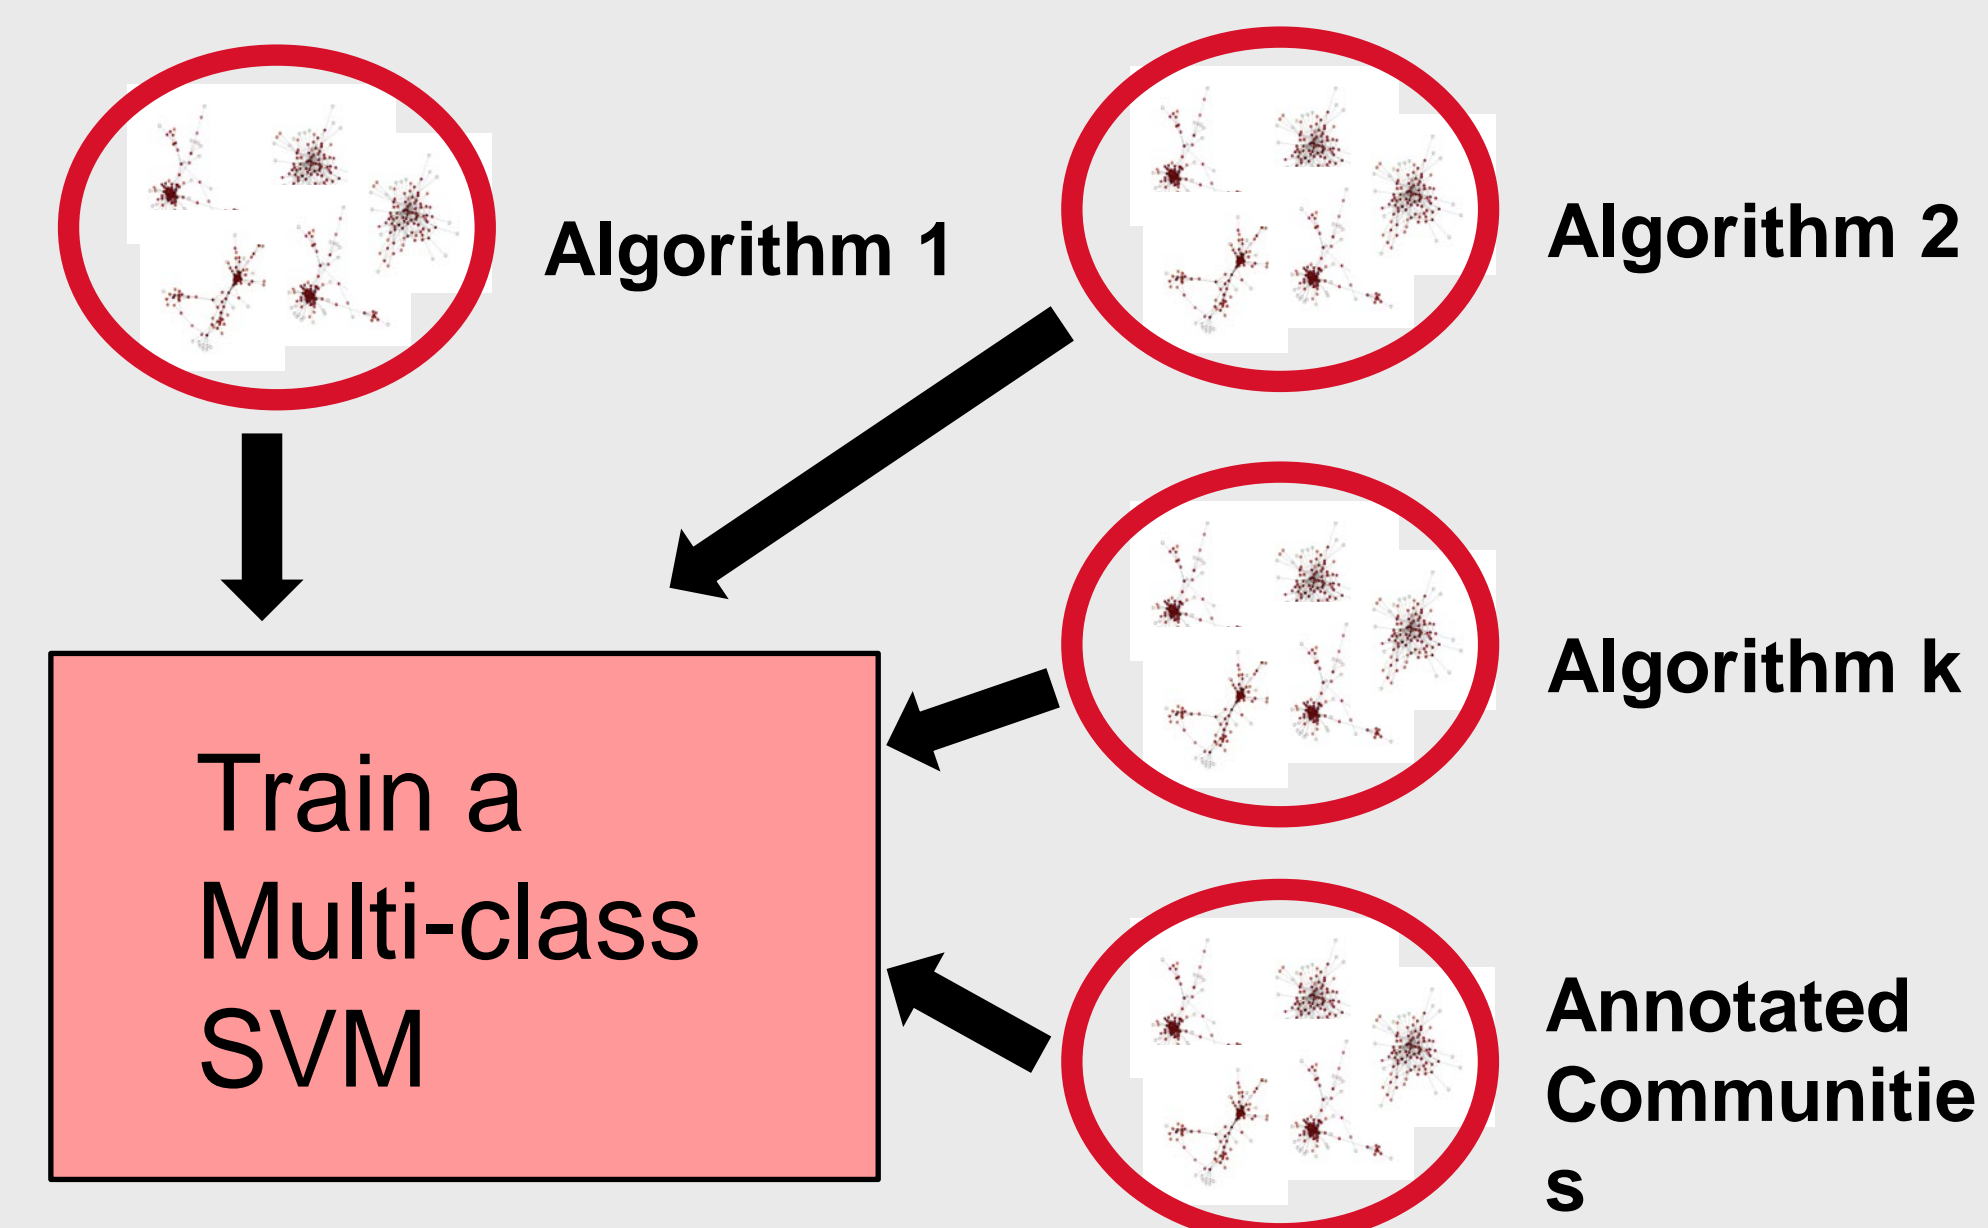 Algorithm 1
Algorithm 2
Algorithm k
Train a
Multi-class
SVM
Annotated
Communitie
s